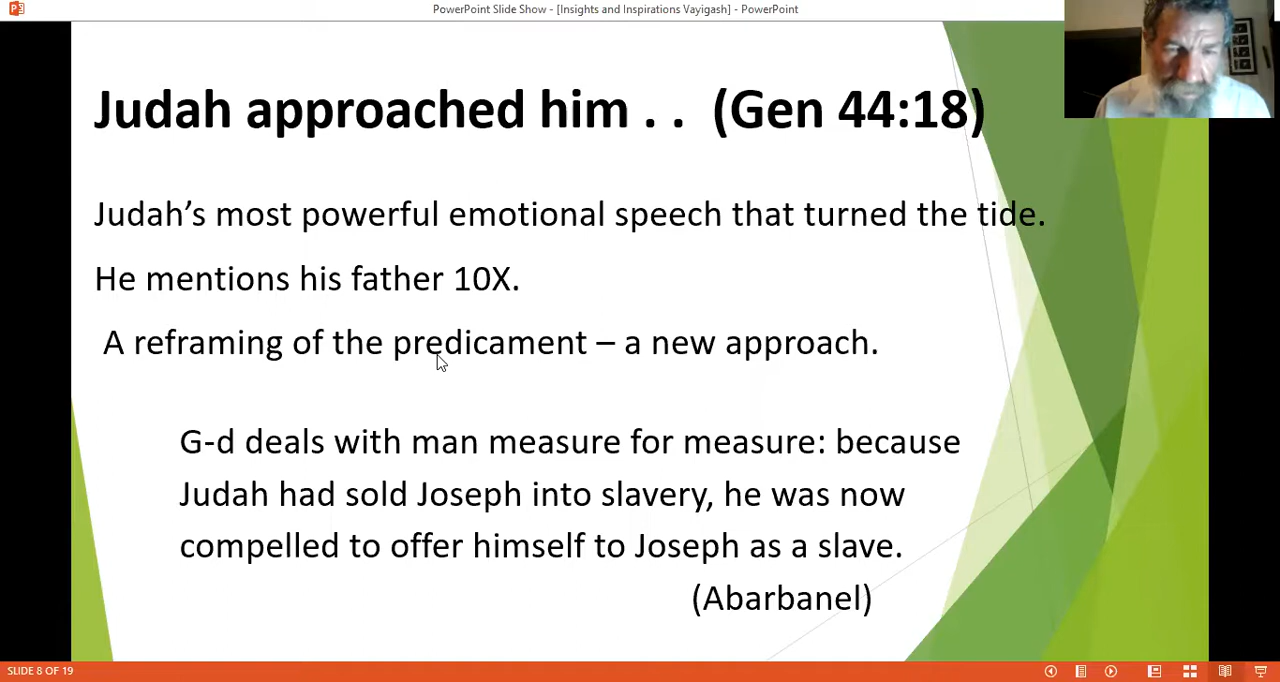 PowerPoint Slide Show - [Insights and Inspirations Vayigash] - PowerPoint
Judah approached him . .  (Gen 44:18)
Judah’s most powerful emotional speech that turned the tide.
He mentions his father 10X.
A reframing of the predicament – a new approach.
G-d deals with man measure for measure: because
Judah had sold Joseph into slavery, he was now
compelled to offer himself to Joseph as a slave.
(Abarbanel)
SLIDE 8 OF 19